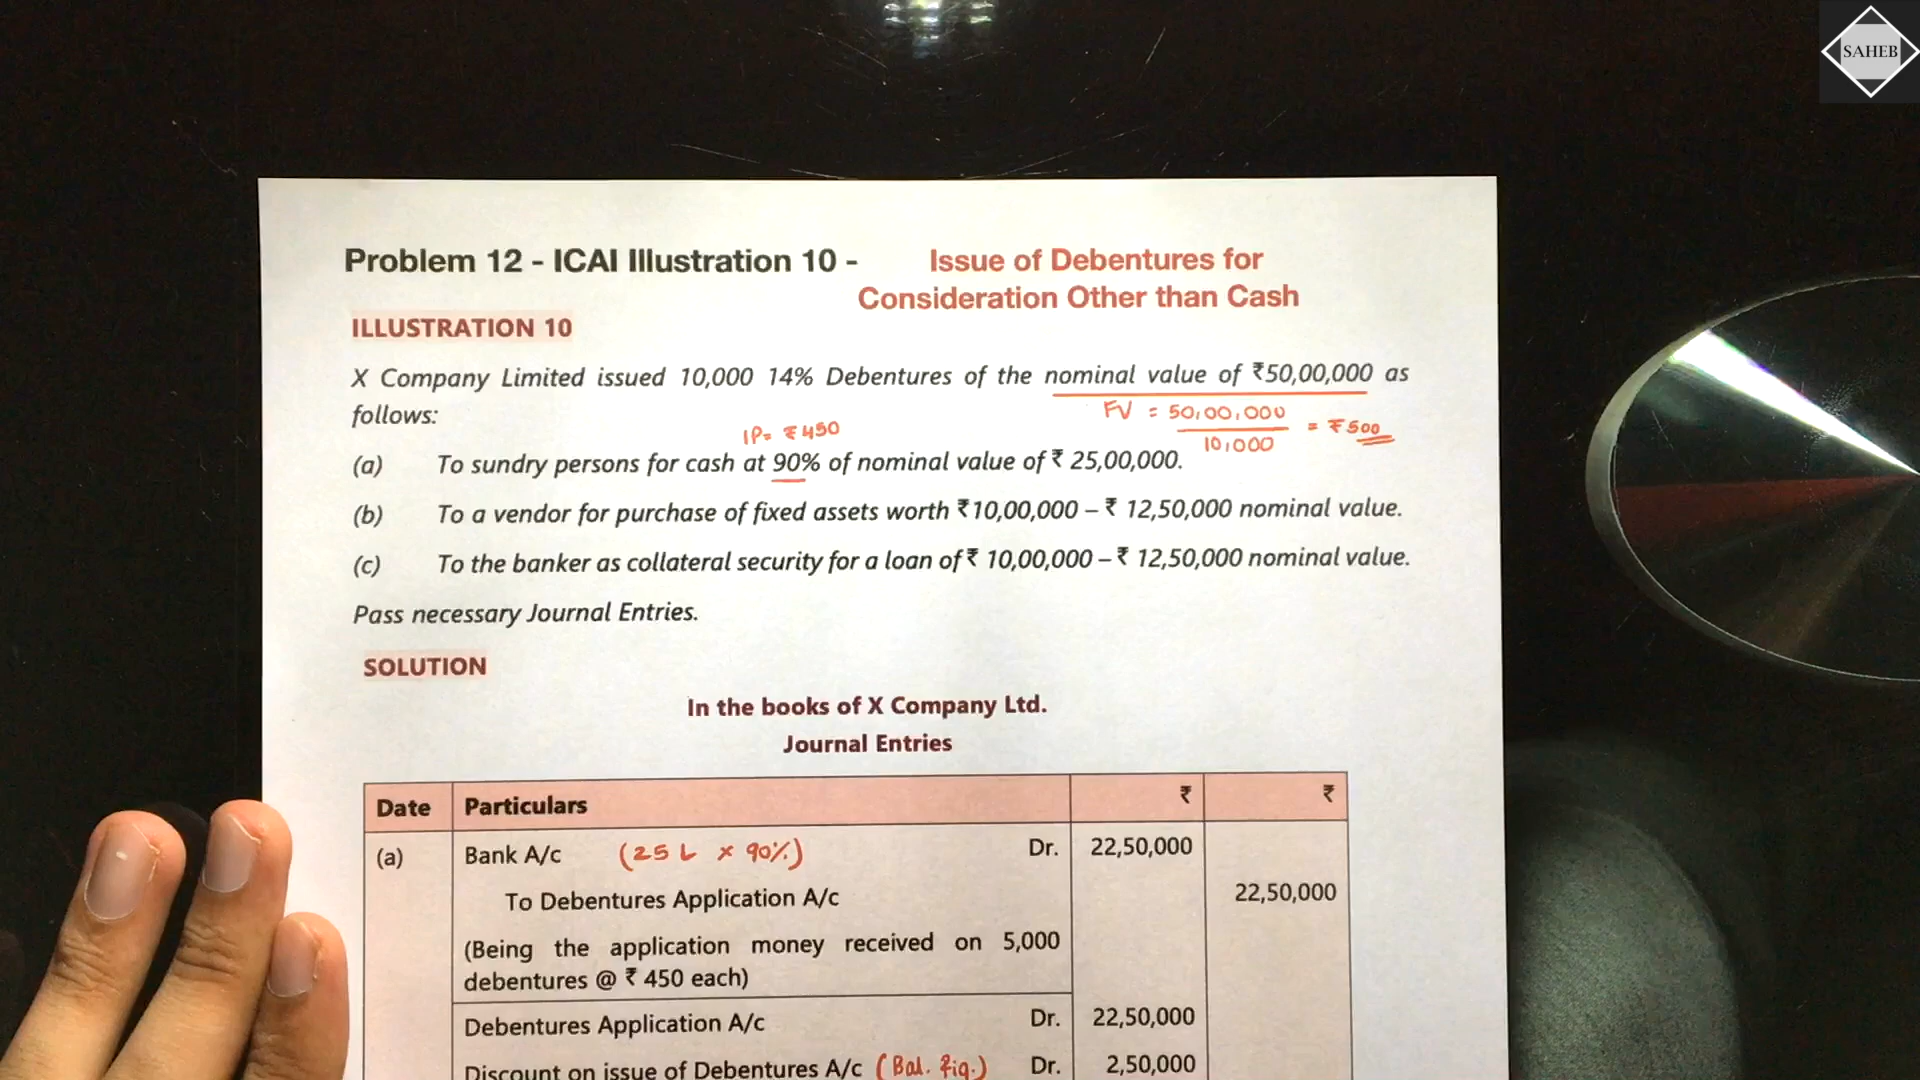 SAHEB
Problem 12 - ICAI Illustration 10 - Issue of Debentures for
Consideration Other than Cash
ILLUSTRATION 10
X Company Limited issued 10,000 14% Debentures of the nominal value of ₹50,00,000 as
follows:
FV = 50,00,000 / 10,000 = ₹500
IP= ₹450
(a) To sundry persons for cash at 90% of nominal value of ₹ 25,00,000.
(b) To a vendor for purchase of fixed assets worth ₹10,00,000 – ₹ 12,50,000 nominal value.
(c) To the banker as collateral security for a loan of ₹ 10,00,000 – ₹ 12,50,000 nominal value.
Pass necessary Journal Entries.
SOLUTION
In the books of X Company Ltd.
Journal Entries
Date Particulars ₹ ₹
(a) Bank A/c (25 L x 90%) Dr. 22,50,000
To Debentures Application A/c 22,50,000
(Being the application money received on 5,000
debentures @ ₹ 450 each)
Debentures Application A/c Dr. 22,50,000
Discount on issue of Debentures A/c (Bal. fig.) Dr. 2,50,000